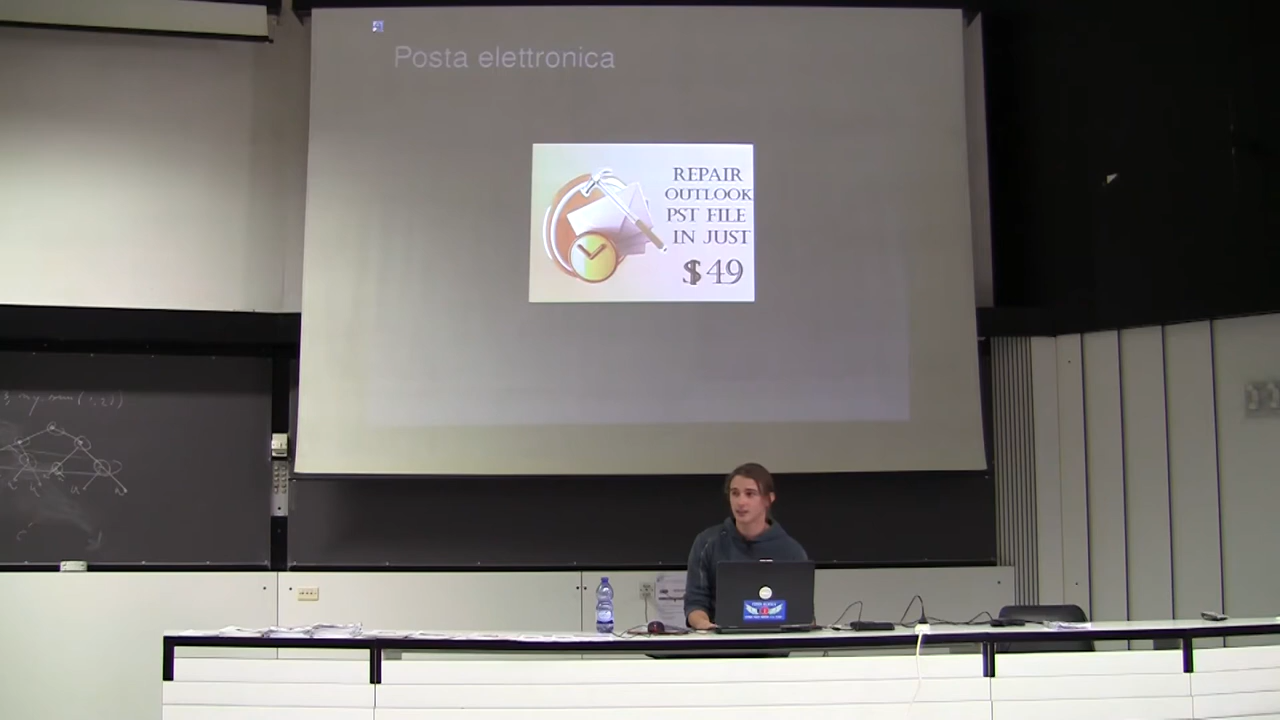 Posta elettronica
REPAIR
OUTLOOK
PST FILE
IN JUST
$49